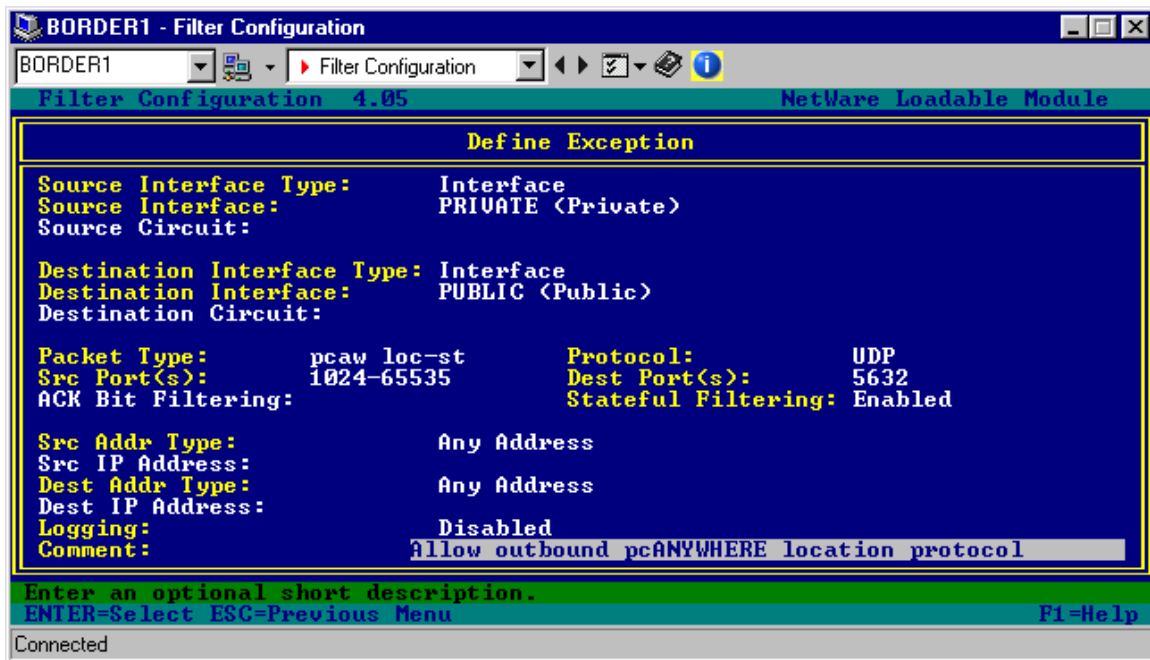 BORDER1 - Filter Configuration
BORDER1 Filter Configuration
Filter Configuration 4.05 NetWare Loadable Module
Define Exception
Source Interface Type: Interface
Source Interface: PRIVATE (Private)
Source Circuit:
Destination Interface Type: Interface
Destination Interface: PUBLIC (Public)
Destination Circuit:
Packet Type: pcaw loc-st Protocol: UDP
Src Port(s): 1024-65535 Dest Port(s): 5632
ACK Bit Filtering: Stateful Filtering: Enabled
Src Addr Type: Any Address
Src IP Address:
Dest Addr Type: Any Address
Dest IP Address:
Logging: Disabled
Comment: Allow outbound pcANYWHERE location protocol
Enter an optional short description.
ENTER=Select ESC=Previous Menu F1=Help
Connected